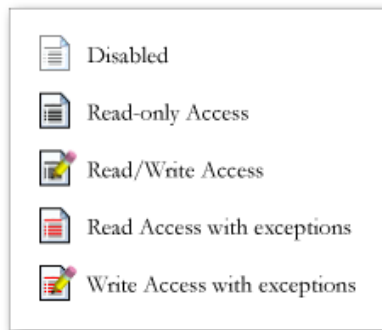 Disabled
Read-only Access
Read/Write Access
Read Access with exceptions
Write Access with exceptions